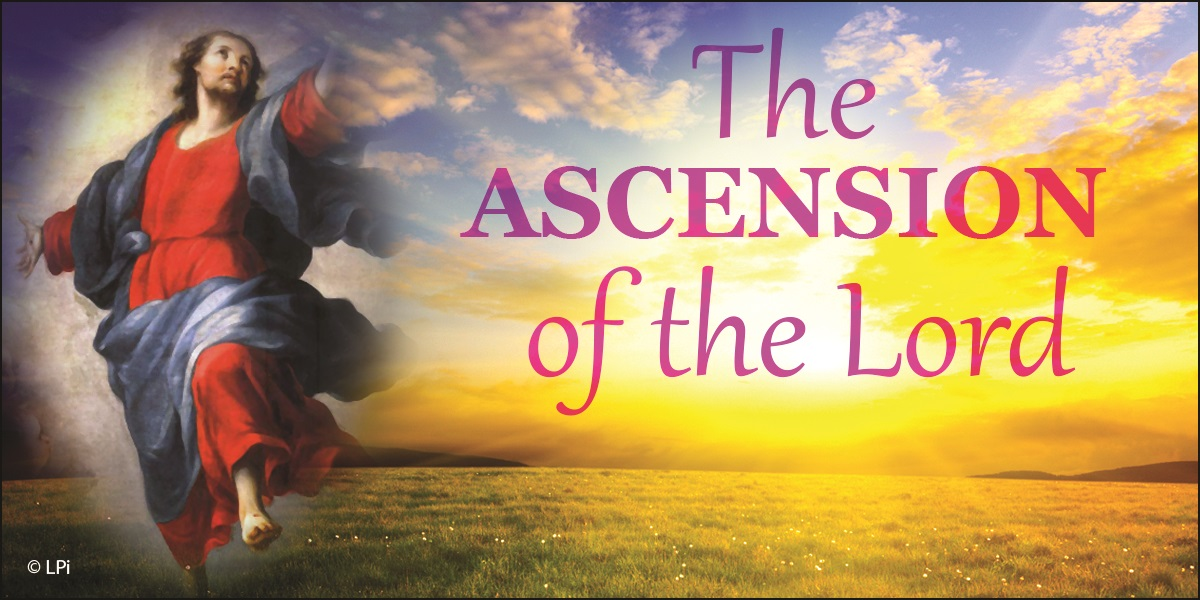 The
ASCENSION
of the Lord
© LPi